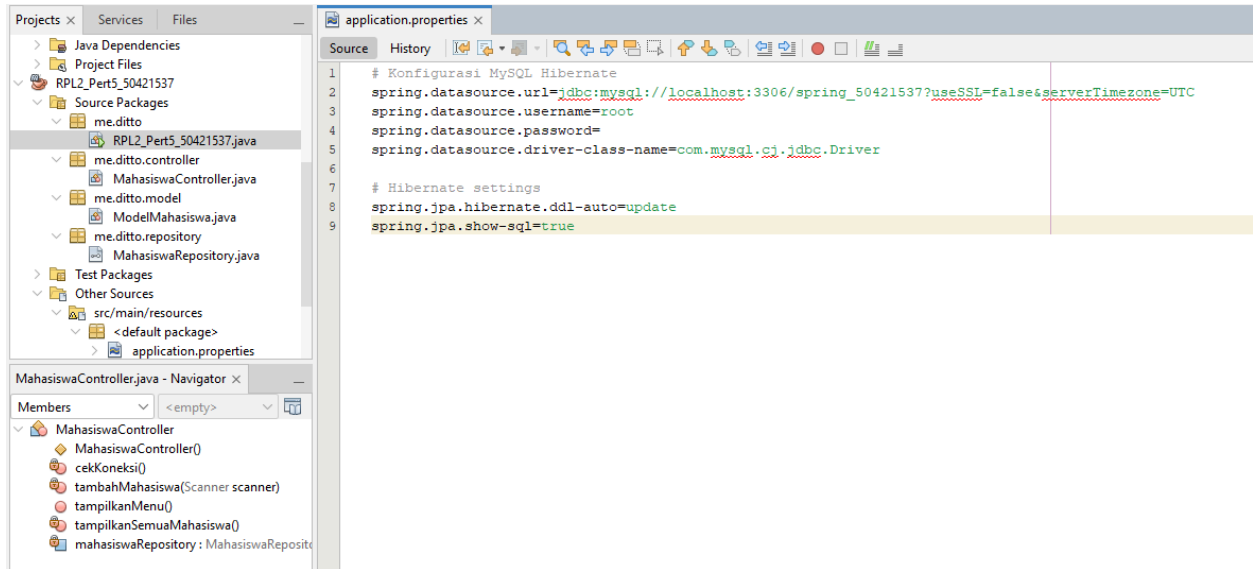 Projects × Services Files
Java Dependencies
Project Files
RPL2_Pert5_50421537
Source Packages
me.ditto
RPL2_Pert5_50421537.java
me.ditto.controller
MahasiswaController.java
me.ditto.model
ModelMahasiswa.java
me.ditto.repository
MahasiswaRepository.java
Test Packages
Other Sources
src/main/resources
<default package>
application.properties
MahasiswaController.java - Navigator ×
Members <empty>
MahasiswaController
MahasiswaController()
cekKoneksi()
tambahMahasiswa(Scanner scanner)
tampilkanMenu()
tampilkanSemuaMahasiswa()
mahasiswaRepository : MahasiswaReposito
application.properties ×
Source History
1 # Konfigurasi MySQL Hibernate
2 spring.datasource.url=jdbc:mysql://localhost:3306/spring_50421537?useSSL=false&serverTimezone=UTC
3 spring.datasource.username=root
4 spring.datasource.password=
5 spring.datasource.driver-class-name=com.mysql.cj.jdbc.Driver
6
7 # Hibernate settings
8 spring.jpa.hibernate.ddl-auto=update
9 spring.jpa.show-sql=true